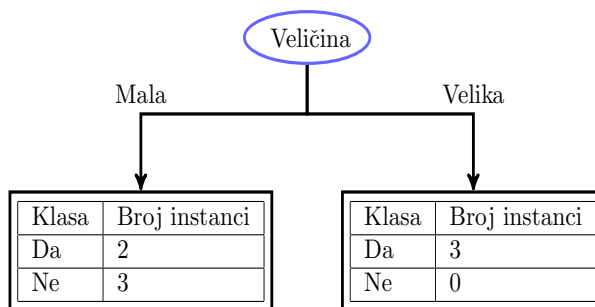 Veličina
Mala Velika
Klasa Broj instanci
Da 2
Ne 3
Klasa Broj instanci
Da 3
Ne 0